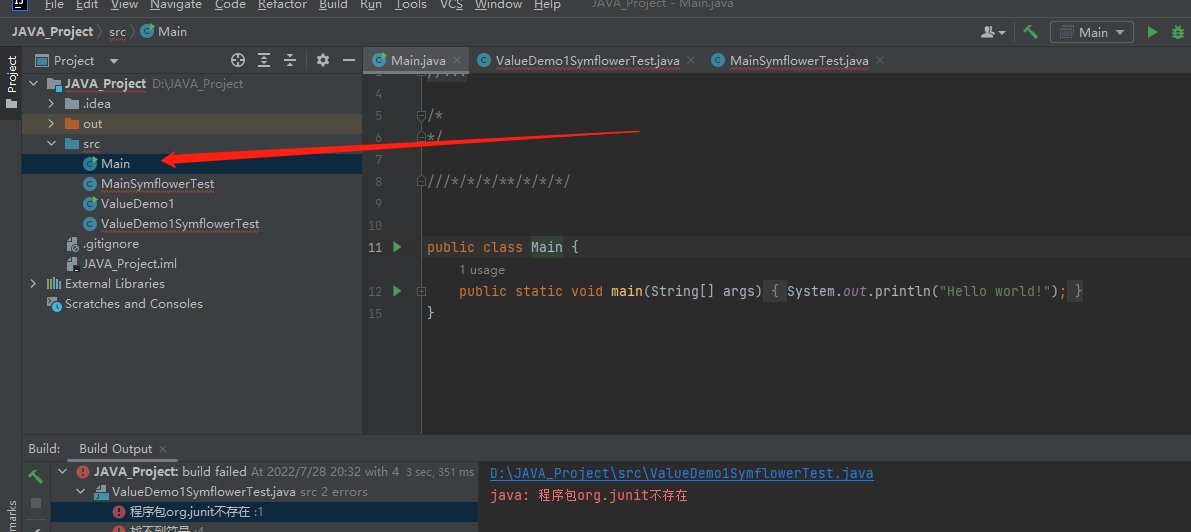 File Edit View Navigate Code Refactor Build Run Tools VCS Window Help JAVA_Project - Main.java
JAVA_Project src Main
Main
Project
Project
Main.java
ValueDemo1SymflowerTest.java
MainSymflowerTest.java
JAVA_Project D:\JAVA_Project
.idea
out
src
Main
MainSymflowerTest
ValueDemo1
ValueDemo1SymflowerTest
.gitignore
JAVA_Project.iml
External Libraries
Scratches and Consoles
4
5 /*
6 */
7
8 ///*/*/*/**/*/*/*/
9
10
11 public class Main {
1 usage
12 public static void main(String[] args) { System.out.println("Hello world!"); }
15 }
Build: Build Output
JAVA_Project: build failed At 2022/7/28 20:32 with 4 3 sec, 351 ms
ValueDemo1SymflowerTest.java src 2 errors
程序包org.junit不存在 :1
找不到符号 :4
D:\JAVA_Project\src\ValueDemo1SymflowerTest.java
java: 程序包org.junit不存在